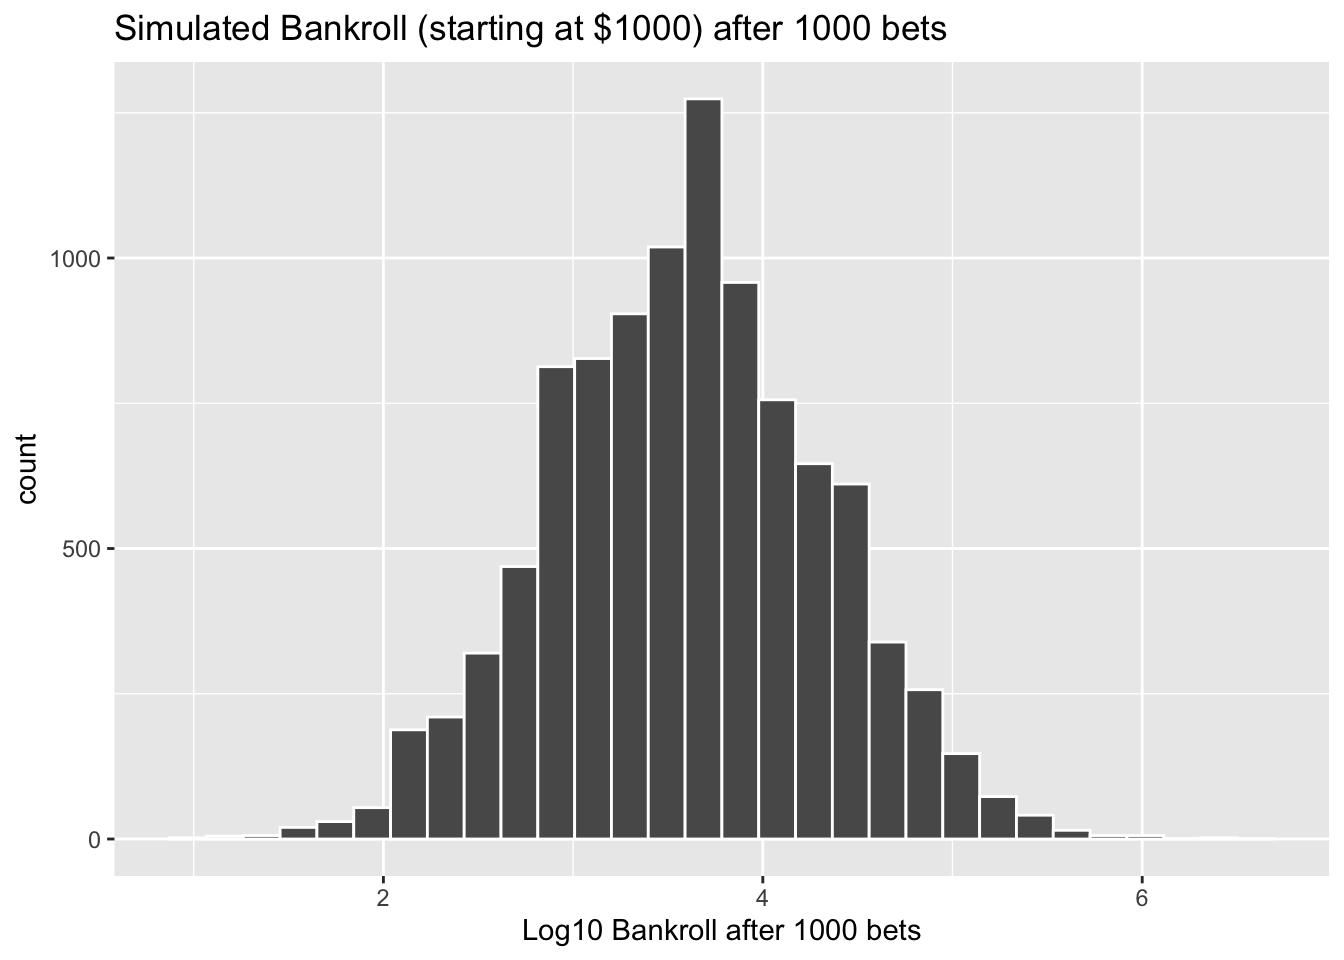 Simulated Bankroll (starting at $1000) after 1000 bets
count
1000
500
0
2 4 6
Log10 Bankroll after 1000 bets